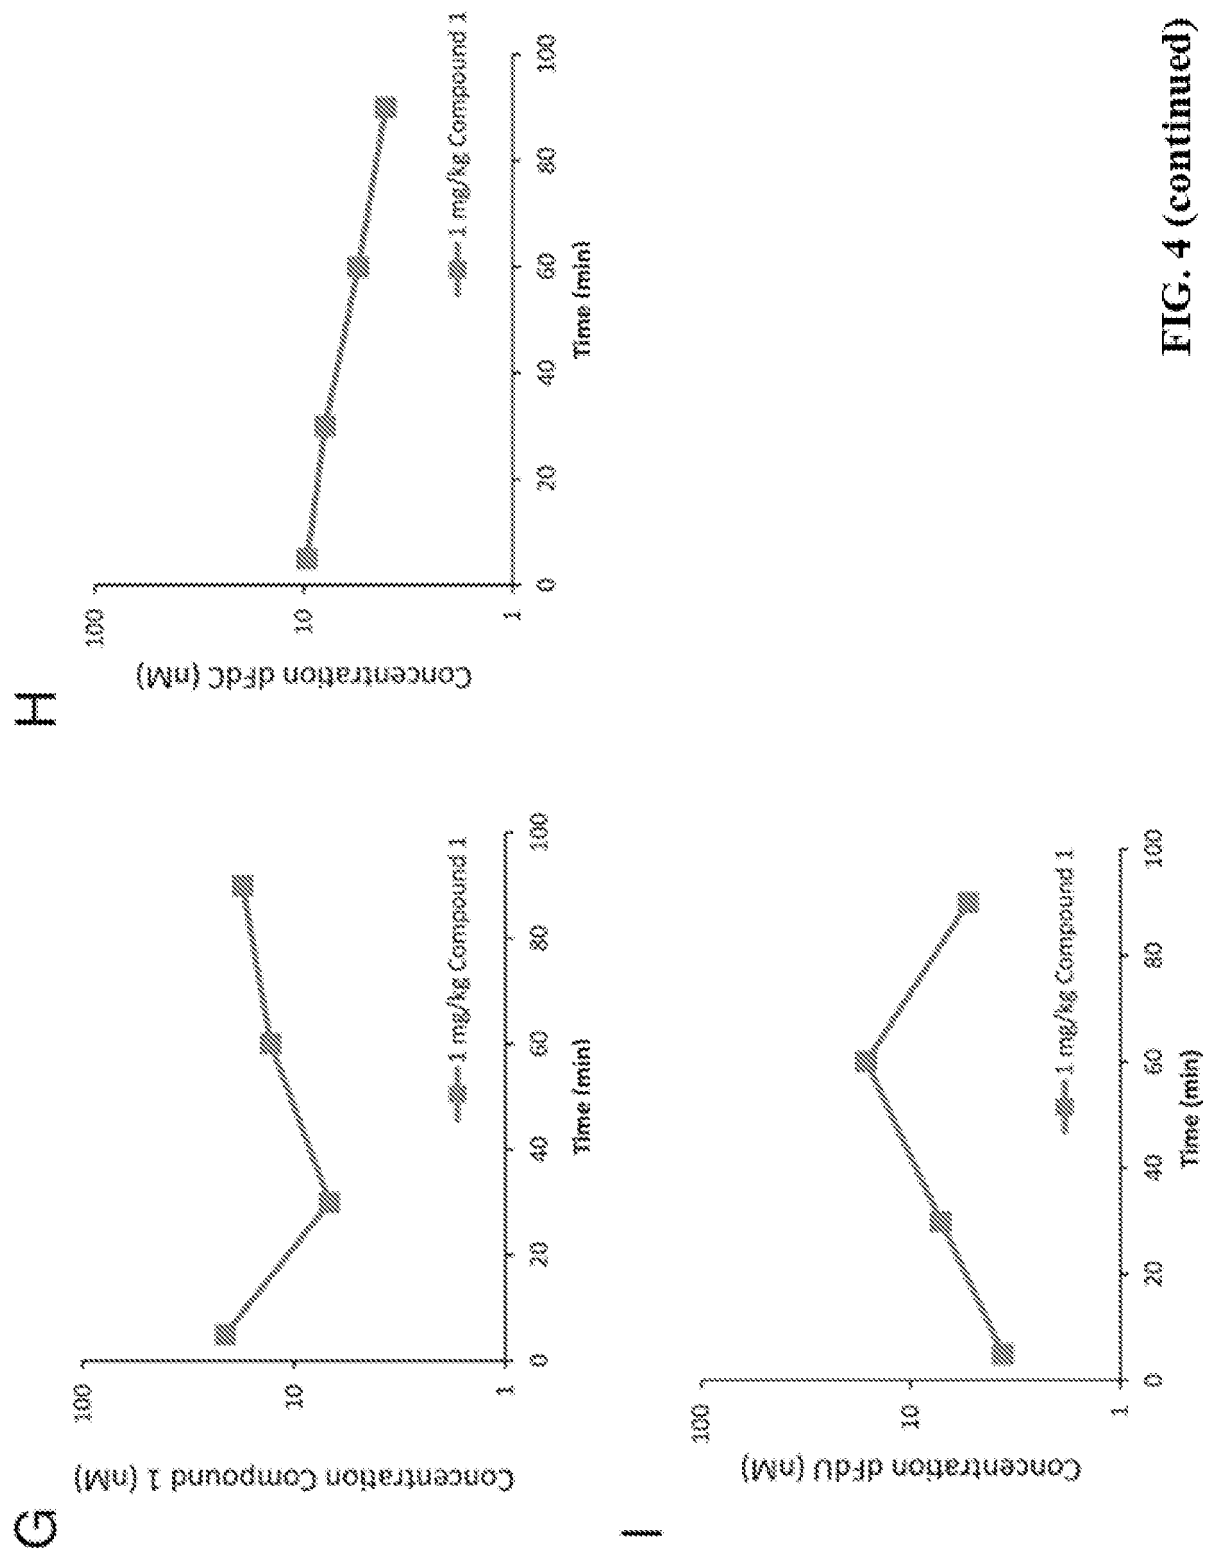 G
Concentration Compound 1 (nM)
100
10
1
0 20 40 60 80 100
Time (min)
1 mg/kg Compound 1
H
Concentration dFdC (nM)
100
10
1
0 20 40 60 80 100
Time (min)
1 mg/kg Compound 1
I
Concentration dFdU (nM)
100
10
1
0 20 40 60 80 100
Time (min)
1 mg/kg Compound 1
FIG. 4 (continued)